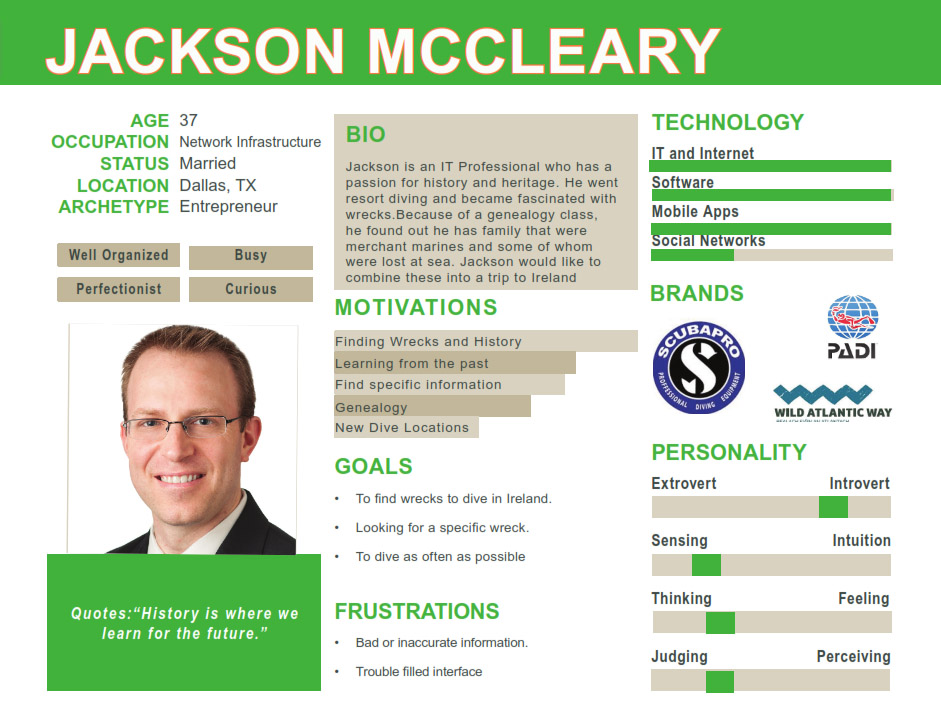 JACKSON MCCLEARY
AGE 37
OCCUPATION Network Infrastructure
STATUS Married
LOCATION Dallas, TX
ARCHETYPE Entrepreneur
Well Organized
Busy
Perfectionist
Curious
Quotes:“History is where we
learn for the future.”
BIO
Jackson is an IT Professional who has a
passion for history and heritage. He went
resort diving and became fascinated with
wrecks.Because of a genealogy class,
he found out he has family that were
merchant marines and some of whom
were lost at sea. Jackson would like to
combine these into a trip to Ireland
MOTIVATIONS
Finding Wrecks and History
Learning from the past
Find specific information
Genealogy
New Dive Locations
GOALS
• To find wrecks to dive in Ireland.
• Looking for a specific wreck.
• To dive as often as possible
FRUSTRATIONS
• Bad or inaccurate information.
• Trouble filled interface
TECHNOLOGY
IT and Internet
Software
Mobile Apps
Social Networks
BRANDS
SCUBAPRO
S
PROFESSIONAL DIVING EQUIPMENT
PADI
WILD ATLANTIC WAY
PERSONALITY
Extrovert Introvert
Sensing Intuition
Thinking Feeling
Judging Perceiving